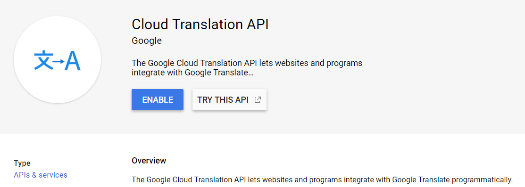 Cloud Translation API
Google
The Google Cloud Translation API lets websites and programs
integrate with Google Translate...
文→A
ENABLE
TRY THIS API
Type
APIs & services
Overview
The Google Cloud Translation API lets websites and programs integrate with Google Translate programmatically.